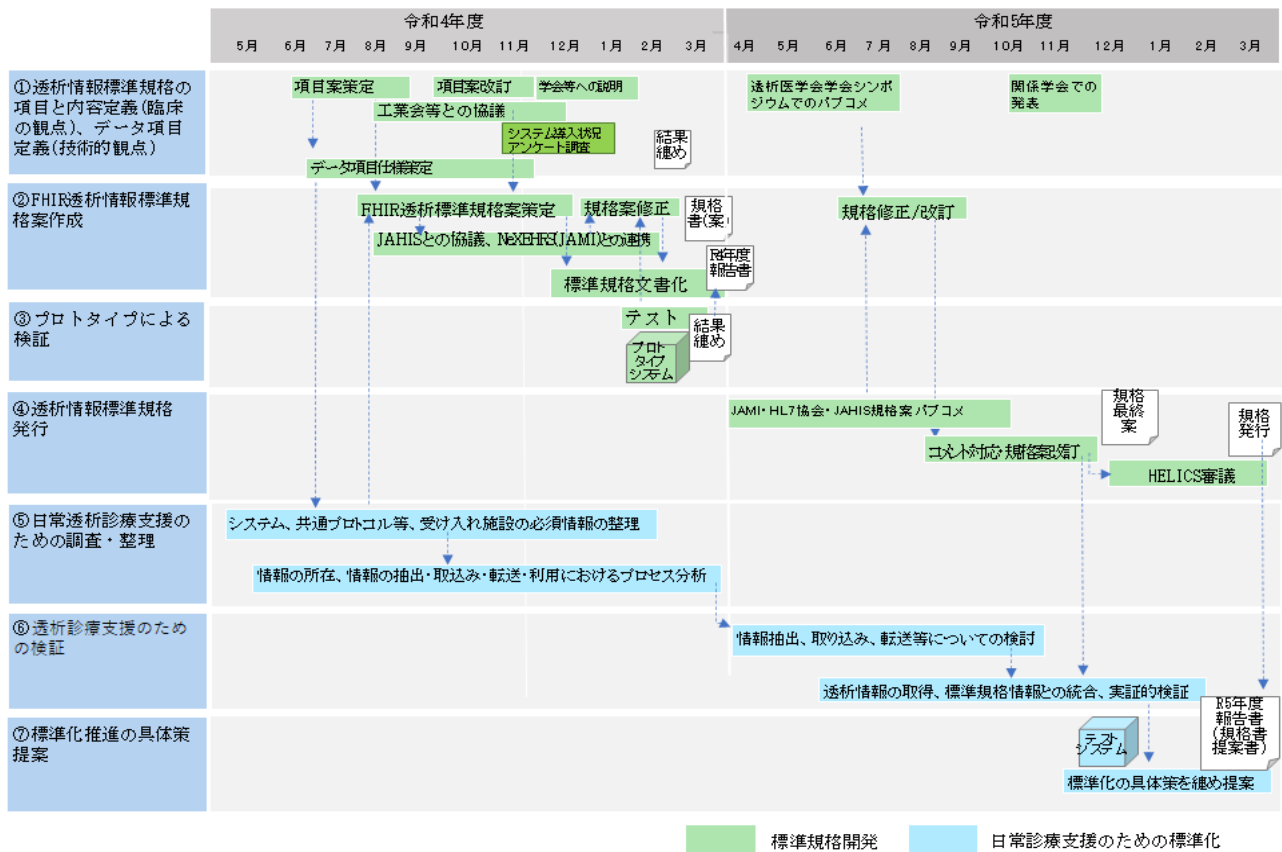 令和4年度
令和5年度
5月 6月 7月 8月 9月 10月 11月 12月 1月 2月 3月 4月 5月 6月 7月 8月 9月 10月 11月 12月 1月 2月 3月
①透析情報標準規格の
項目と内容定義(臨床
の観点)、データ項目
定義(技術的観点)
項目案策定
項目案改訂
学会等への説明
工業会等との協議
システム導入状況
アンケート調査
結果
纏め
データ項目仕様策定
透析医学会学会シンポ
ジウムでのパブコメ
関係学会での
発表
②FHIR透析情報標準規
格案作成
FHIR透析標準規格案策定
規格案修正
規格
書(案)
JAHISとの協議、NeXEHRS(JAMI)との連携
R4年度
報告書
標準規格文書化
規格修正/改訂
③プロトタイプによる
検証
テスト
結果
纏め
プロト
タイプ
システム
④透析情報標準規格
発行
JAMI・HL7協会・JAHIS規格案パブコメ
規格
最終
案
規格
発行
コメント対応・規格案改訂
HELICS審議
⑤日常透析診療支援の
ための調査・整理
システム、共通プロトコル等、受け入れ施設の必須情報の整理
情報の所在、情報の抽出・取込み・転送・利用におけるプロセス分析
⑥透析診療支援のため
の検証
情報抽出、取り込み、転送等についての検討
透析情報の取得、標準規格情報との統合、実証的検証
⑦標準化推進の具体策
提案
テスト
システム
R5年度
報告書
(規格書
提案書)
標準化の具体策を纏め提案
標準規格開発
日常診療支援のための標準化